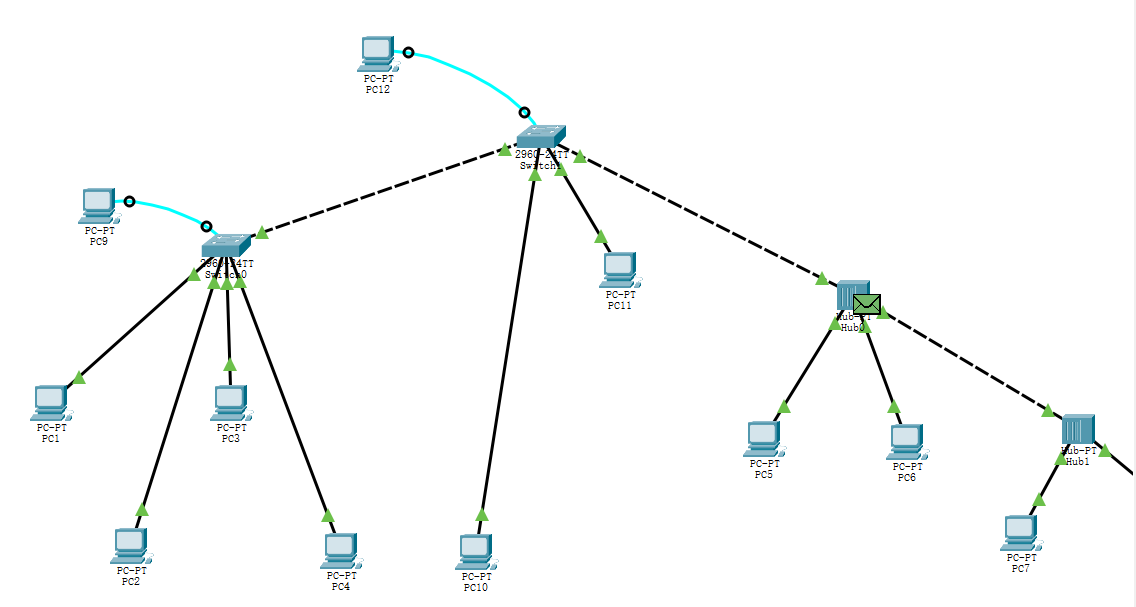 PC-PT
PC12
2960-24TT
Switch1
PC-PT
PC9
2960-24TT
Switch0
PC-PT
PC11
Hub-PT
Hub0
PC-PT
PC1
PC-PT
PC3
PC-PT
PC5
PC-PT
PC6
Hub-PT
Hub1
PC-PT
PC2
PC-PT
PC4
PC-PT
PC10
PC-PT
PC7